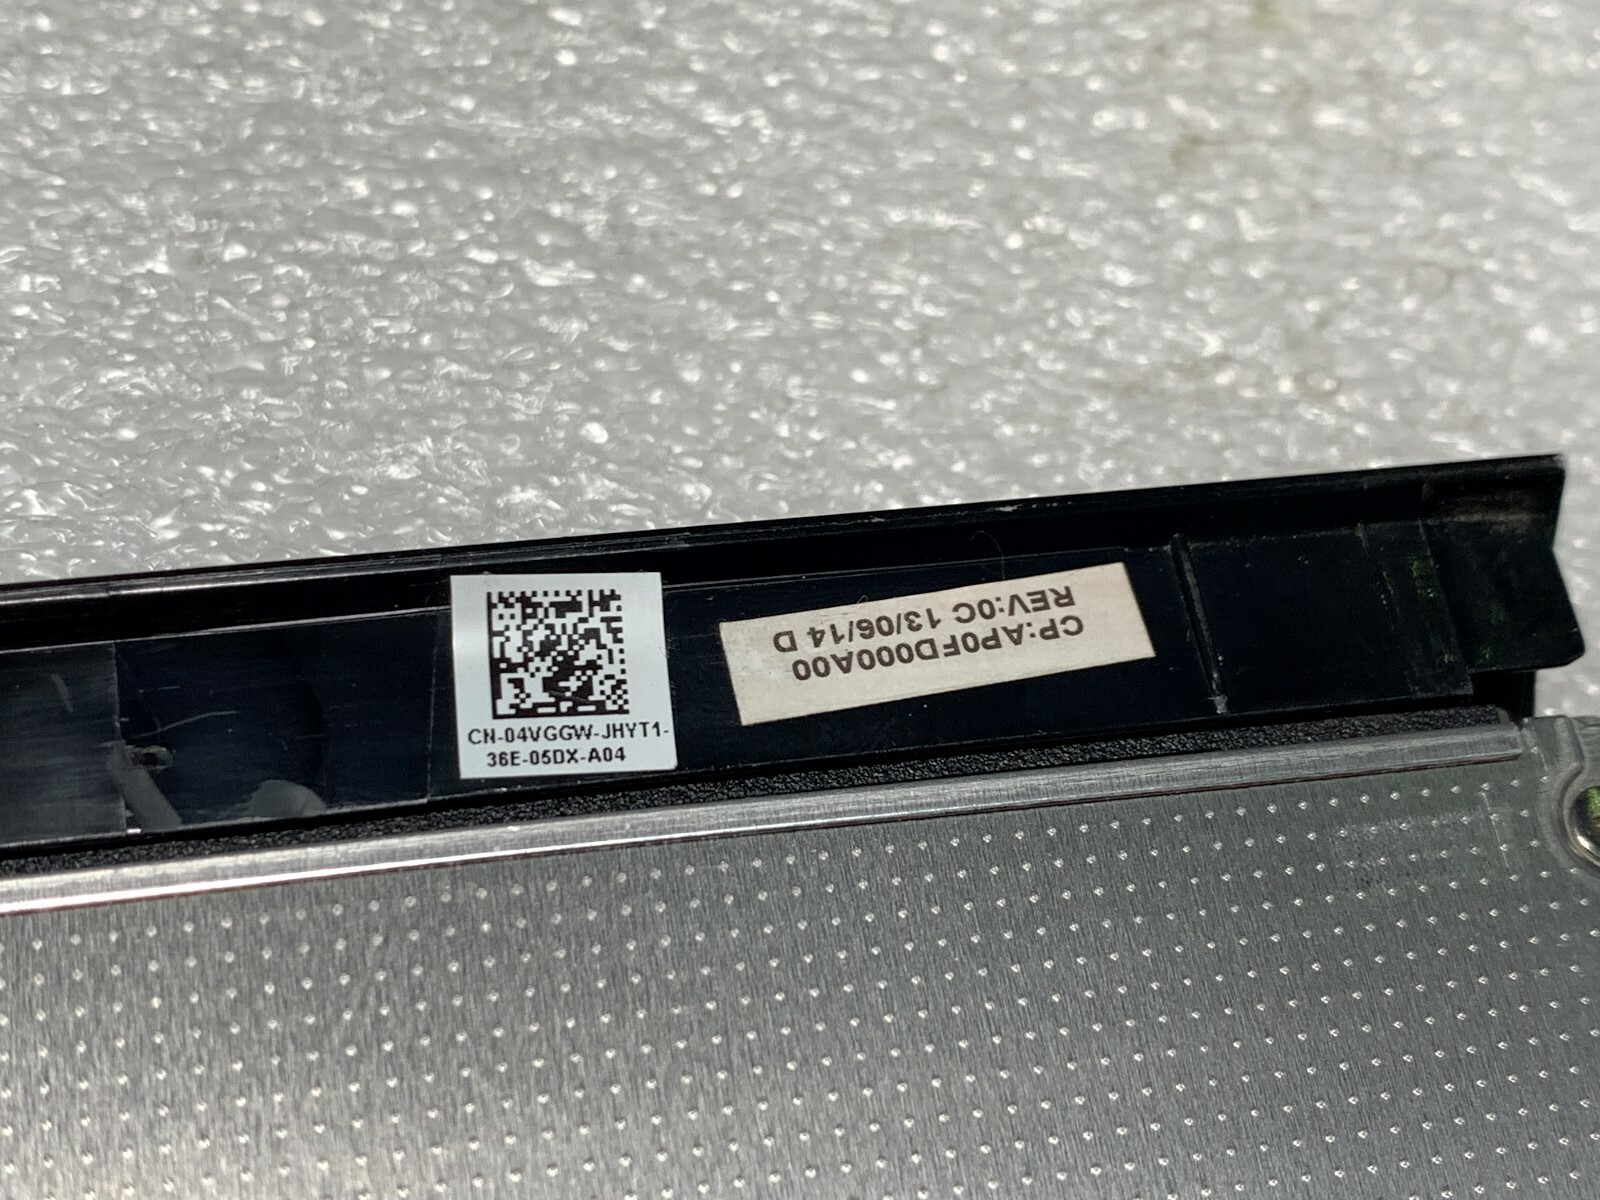 CN-04VGGW-JHYT1-
36E-05DX-A04
CP:AP0FD000A00
REV:0C 13/06/14 D